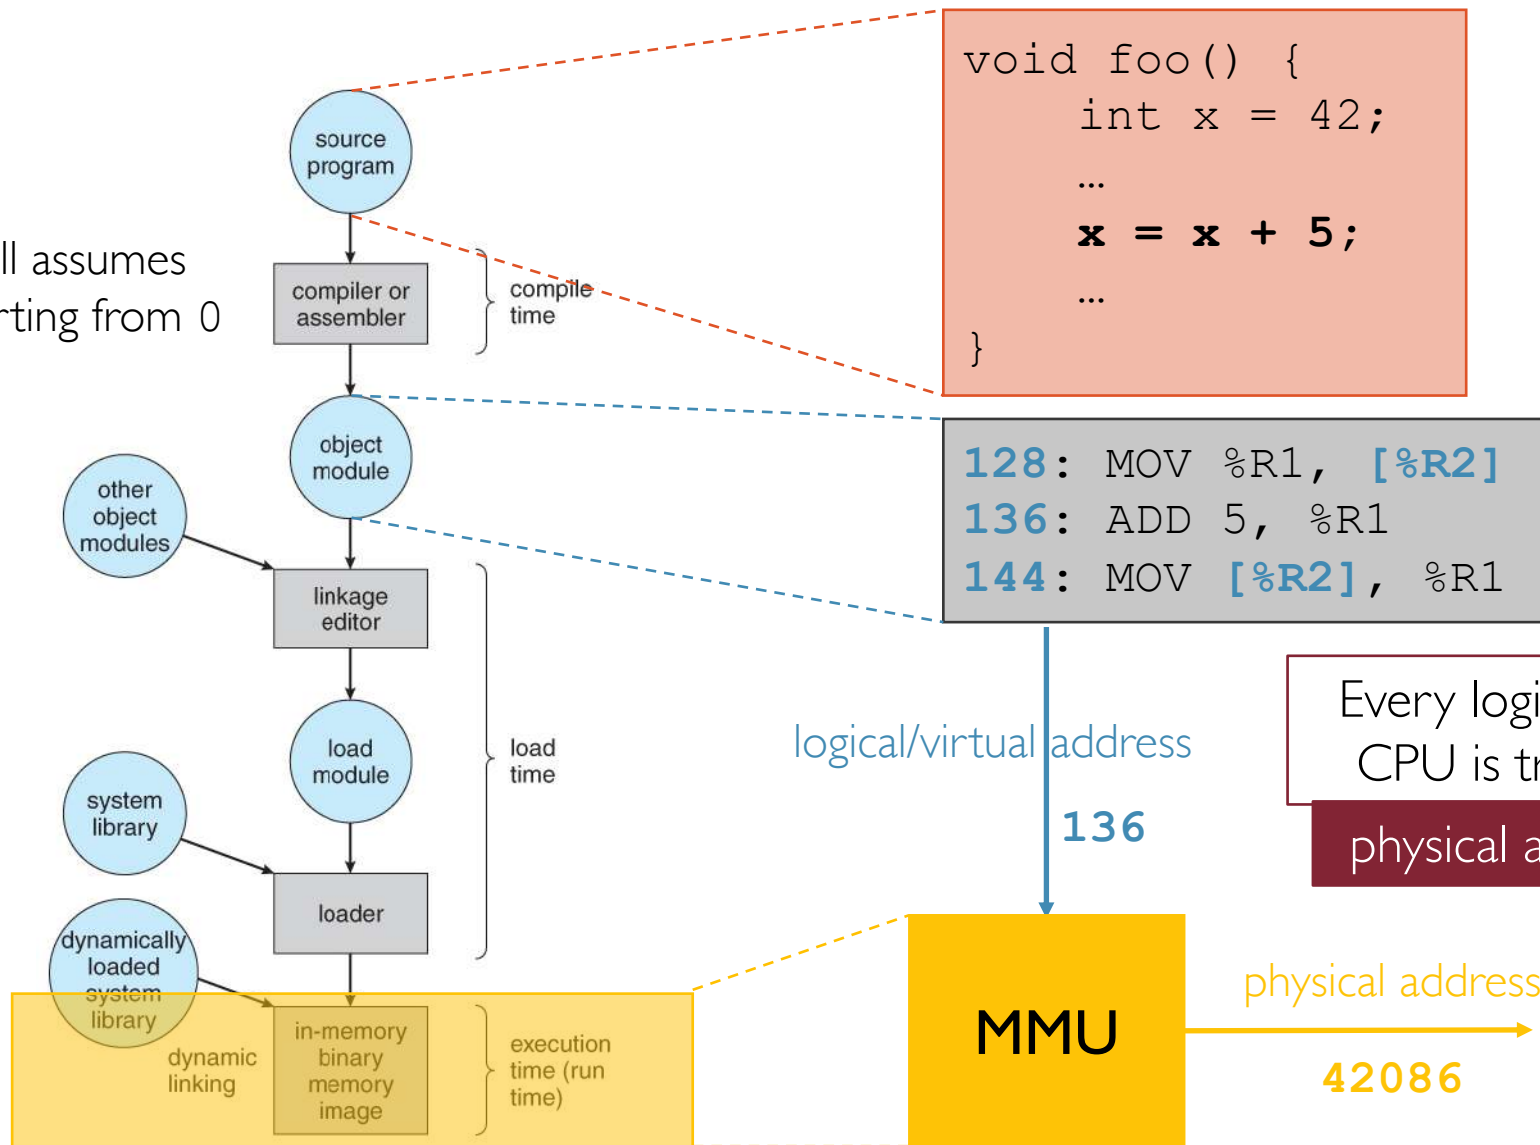 void foo() {
int x = 42;
…
x = x + 5;
…
}
source
program
ll assumes
rting from 0
compiler or
assembler
compile
time
object
module
128: MOV %R1, [%R2]
136: ADD 5, %R1
144: MOV [%R2], %R1
other
object
modules
linkage
editor
load
module
load
time
logical/virtual address
136
Every logi
CPU is tr
physical a
system
library
loader
dynamically
loaded
system
library
dynamic
linking
in-memory
binary
memory
image
execution
time (run
time)
MMU
physical address
42086